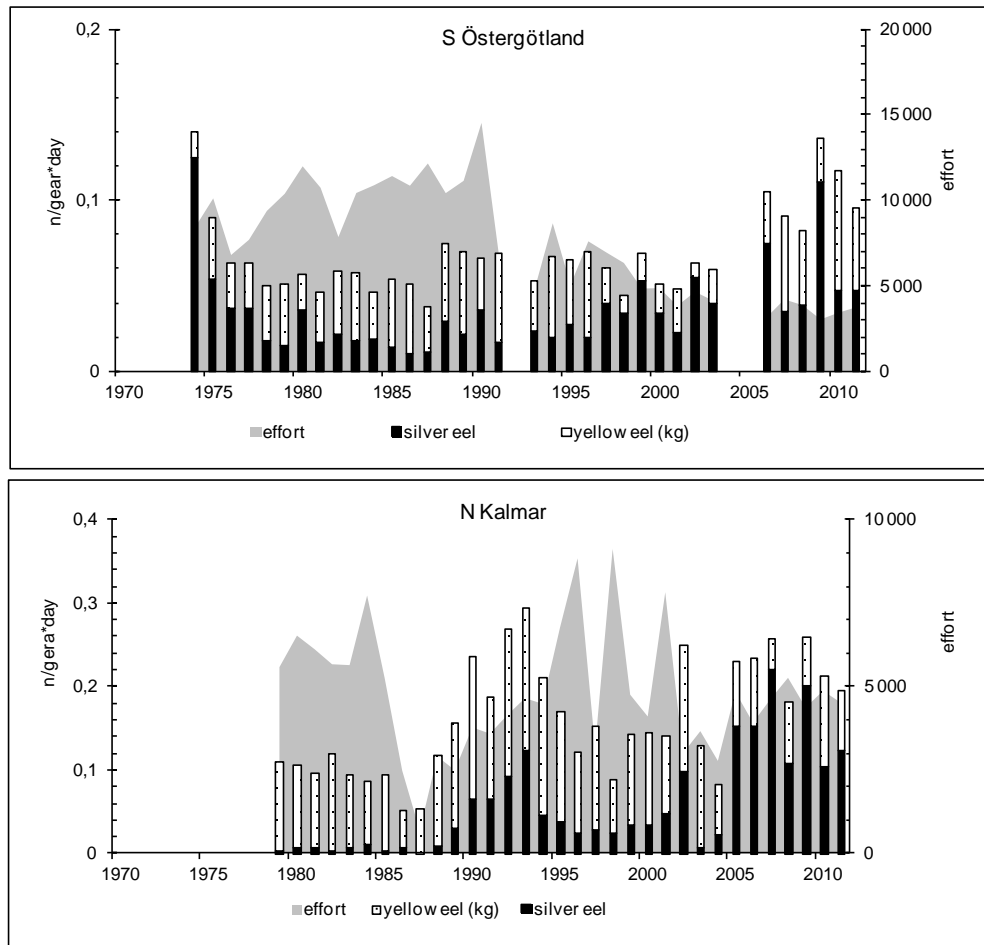 S Östergötland
0,2 20 000
15 000
0,1 10 000
5 000
0 0
n/gear*day
effort
1970 1975 1980 1985 1990 1995 2000 2005 2010
effort silver eel yellow eel (kg)
N Kalmar
0,4 10 000
0,3
0,2 5 000
0,1
0 0
n/gera*day
effort
1970 1975 1980 1985 1990 1995 2000 2005 2010
effort yellow eel (kg) silver eel